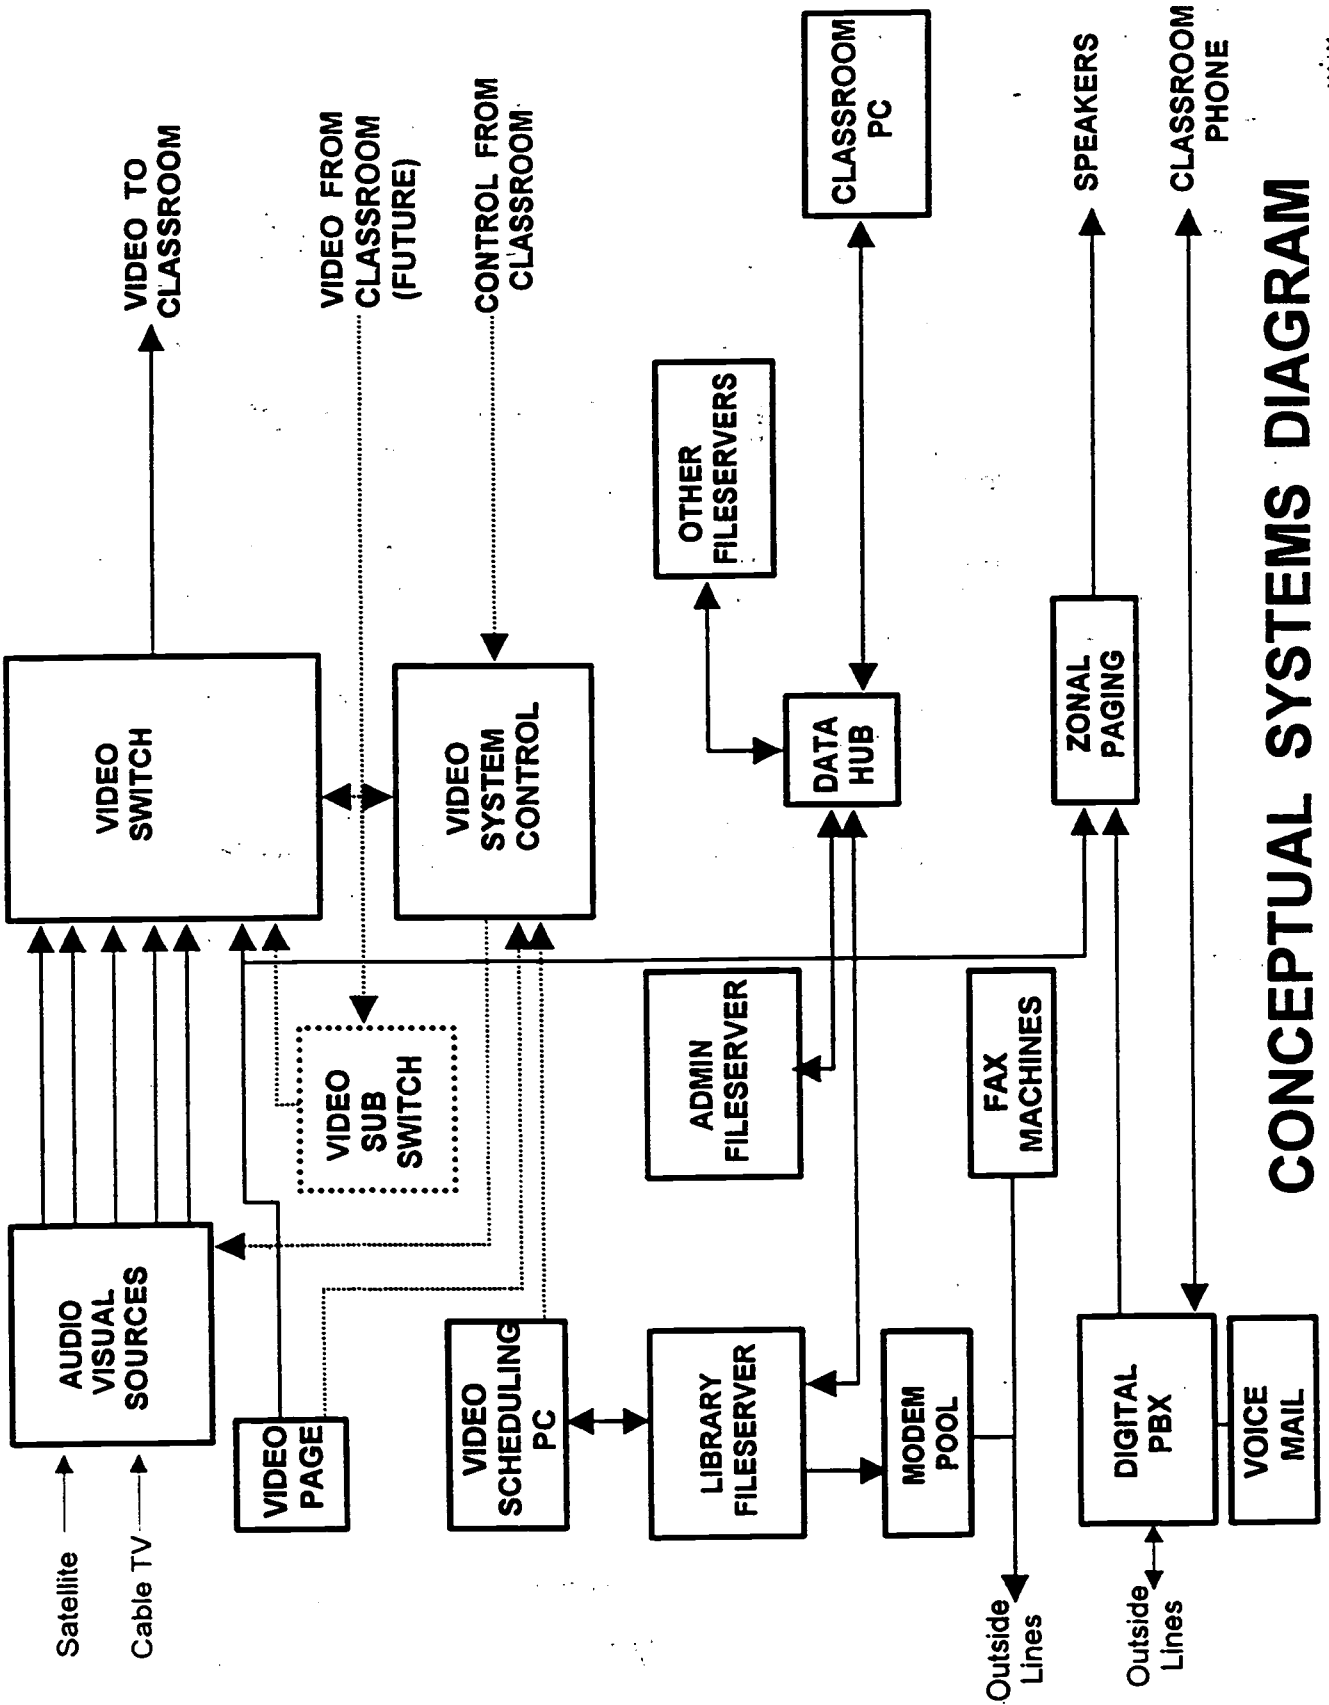 Satellite
Cable TV
AUDIO
VISUAL
SOURCES
VIDEO
SWITCH
VIDEO TO
CLASSROOM
VIDEO
PAGE
VIDEO
SUB
SWITCH
VIDEO FROM
CLASSROOM
(FUTURE)
VIDEO
SYSTEM
CONTROL
CONTROL FROM
CLASSROOM
VIDEO
SCHEDULING
PC
LIBRARY
FILESERVER
ADMIN
FILESERVER
OTHER
FILESERVERS
DATA
HUB
CLASSROOM
PC
MODEM
POOL
FAX
MACHINES
Outside
Lines
ZONAL
PAGING
SPEAKERS
Outside
Lines
DIGITAL
PBX
CLASSROOM
PHONE
VOICE
MAIL
CONCEPTUAL SYSTEMS DIAGRAM